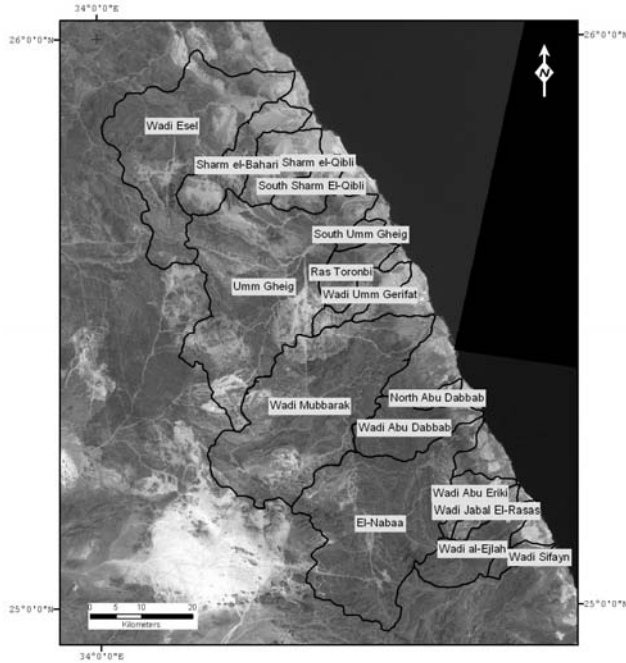 34°0'0"E
26°0'0"N
26°0'0"N
N
Wadi Esel
Sharm el-Bahari
Sharm el-Qibli
South Sharm El-Qibli
South Umm Gheig
Ras Toronbi
Umm Gheig
Wadi Umm Gerifat
North Abu Dabbab
Wadi Mubbarak
Wadi Abu Dabbab
Wadi Abu Eriki
Wadi Jabal El-Rasas
El-Nabaa
Wadi al-Ejlah
Wadi Sifayn
25°0'0"N
25°0'0"N
0 5 10 20
Kilometers
34°0'0"E